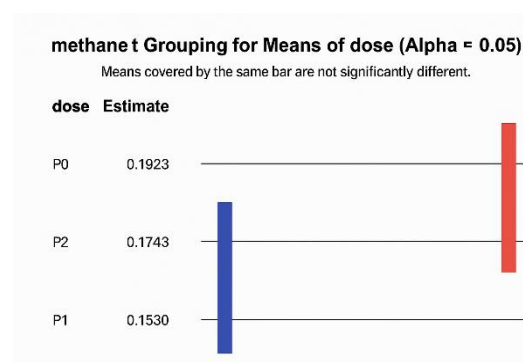 methane t Grouping for Means of dose (Alpha = 0.05)
Means covered by the same bar are not significantly different.
dose Estimate
P0 0.1923
P2 0.1743
P1 0.1530